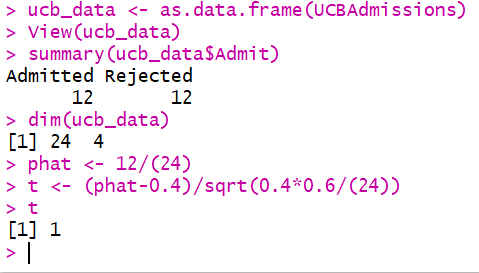 > ucb_data <- as.data.frame(UCBAdmissions)
> View(ucb_data)
> summary(ucb_data$Admit)
Admitted Rejected
      12       12
> dim(ucb_data)
[1] 24  4
> phat <- 12/(24)
> t <- (phat-0.4)/sqrt(0.4*0.6/(24))
> t
[1] 1
>